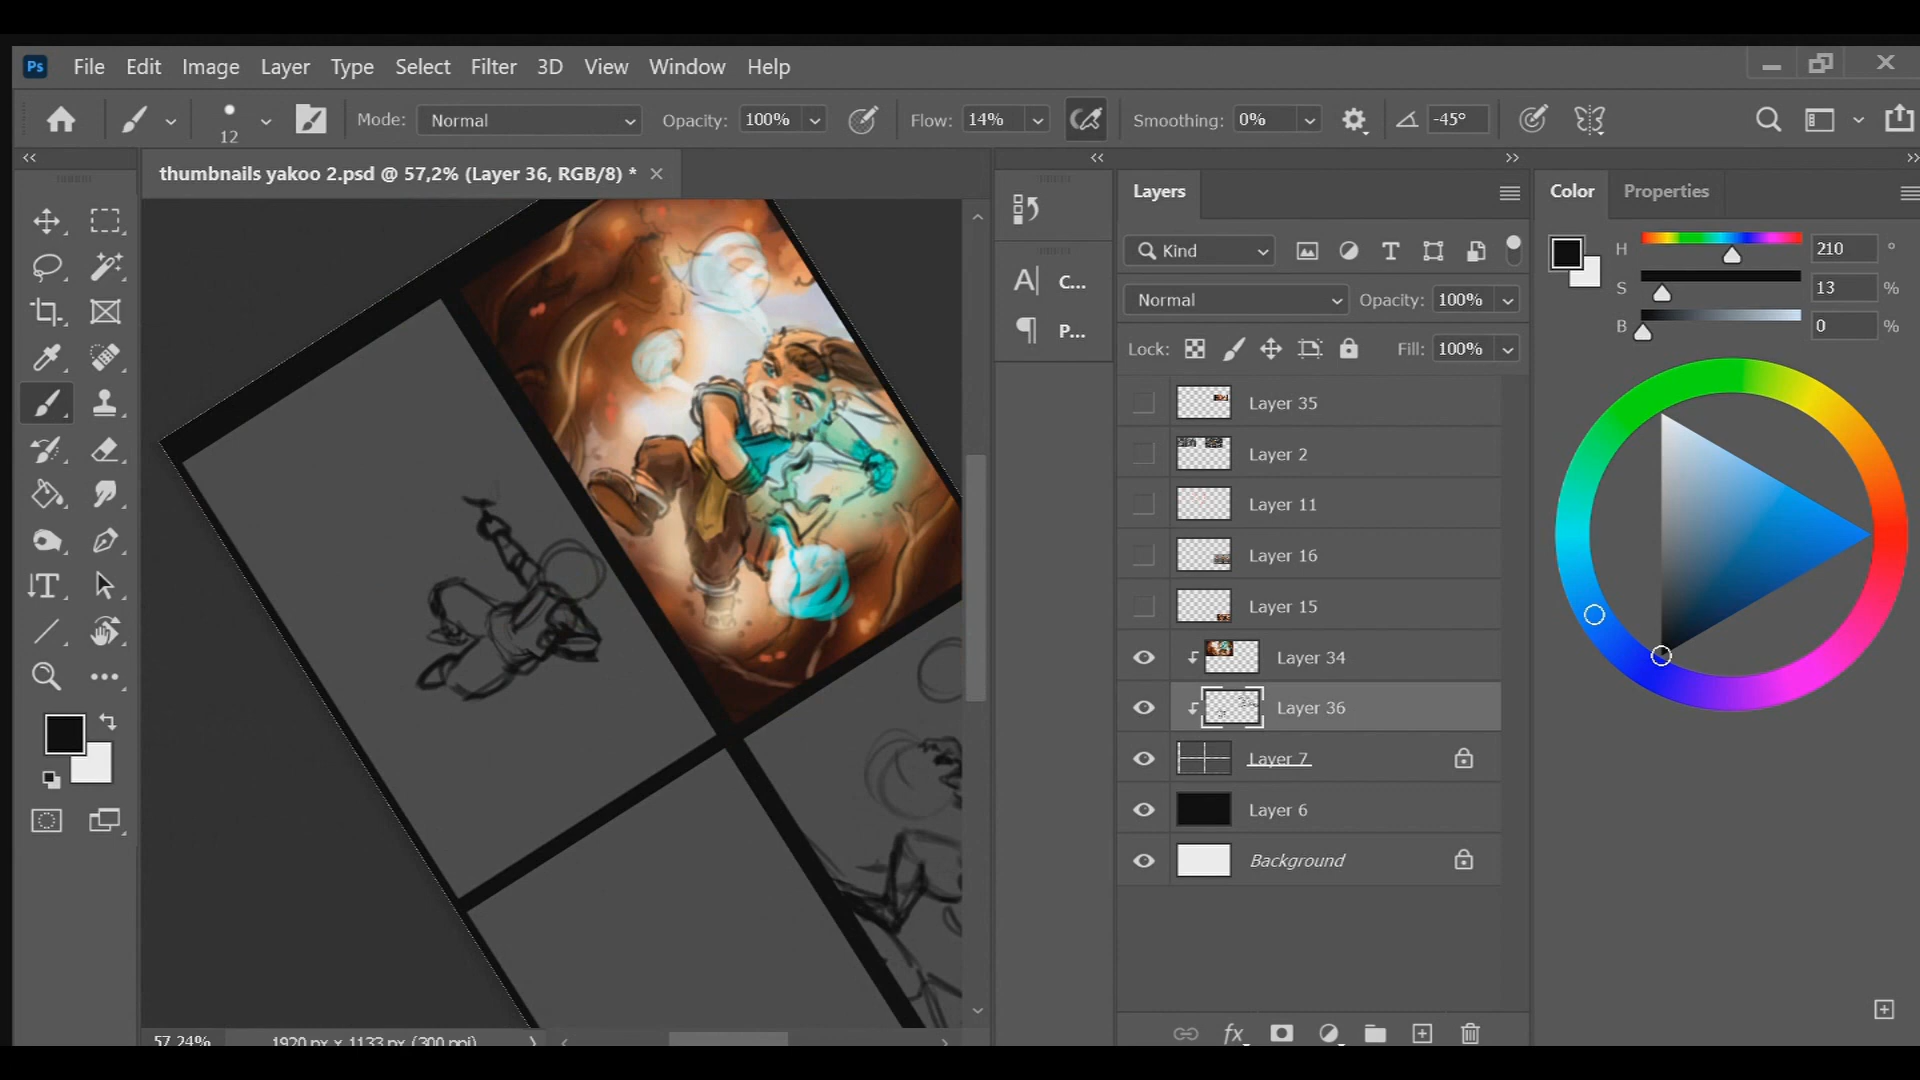 Ps File Edit Image Layer Type Select Filter 3D View Window Help
12 Mode: Normal Opacity: 100% Flow: 14% Smoothing: 0% -45°
thumbnails yakoo 2.psd @ 57,2% (Layer 36, RGB/8) *
Layers
Color Properties
Kind
H 210 °
C...
Normal Opacity: 100%
S 13 %
P...
B 0 %
Lock: Fill: 100%
Layer 35
Layer 2
Layer 11
Layer 16
Layer 15
Layer 34
Layer 36
Layer 7
Layer 6
Background
57,24% 1920 px x 1133 px (300 ppi)
fx